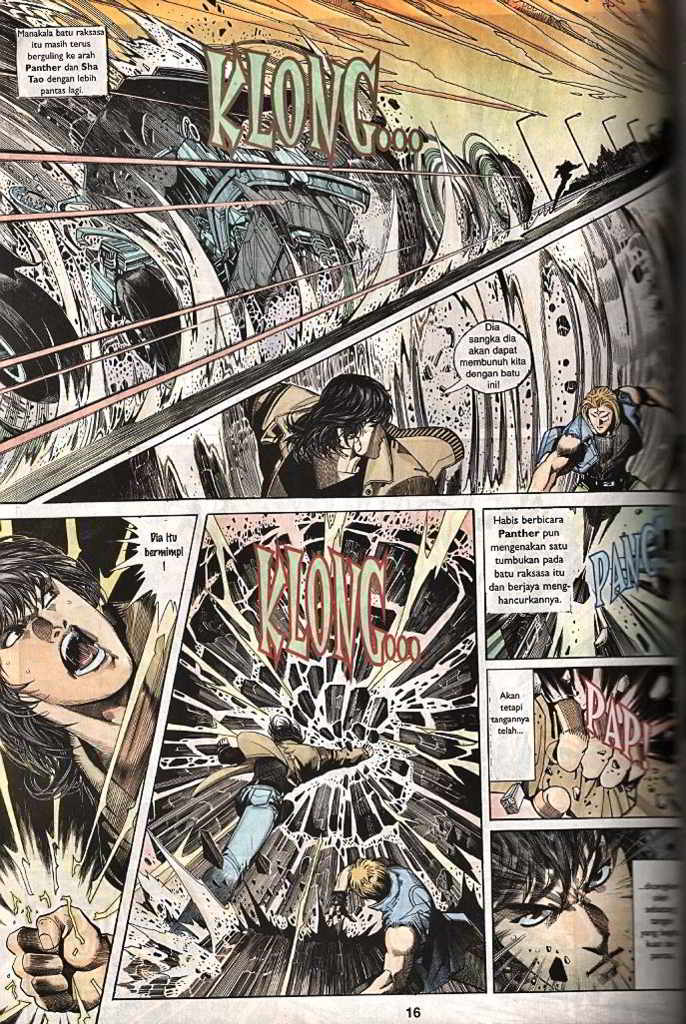 Manakala batu raksasa
itu masih terus
berguling ke arah
Panther dan Sha
Tao dengan lebih
pantas lagi.
KLONG...
Dia
sangka dia
akan dapat
membunuh kita
dengan batu
ini!
Dia itu
bermimpi
!
KLONG...
Habis berbicara
Panther pun
mengenakan satu
tumbukan pada
batu raksasa itu
dan berjaya meng-
hancurkannya.
PANG
Akan
tetapi
tangannya
telah...
PAP!
16